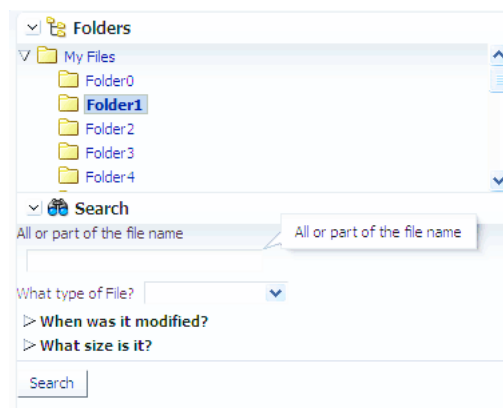 Folders
My Files
Folder0
Folder1
Folder2
Folder3
Folder4
Search
All or part of the file name
All or part of the file name
What type of File?
When was it modified?
What size is it?
Search